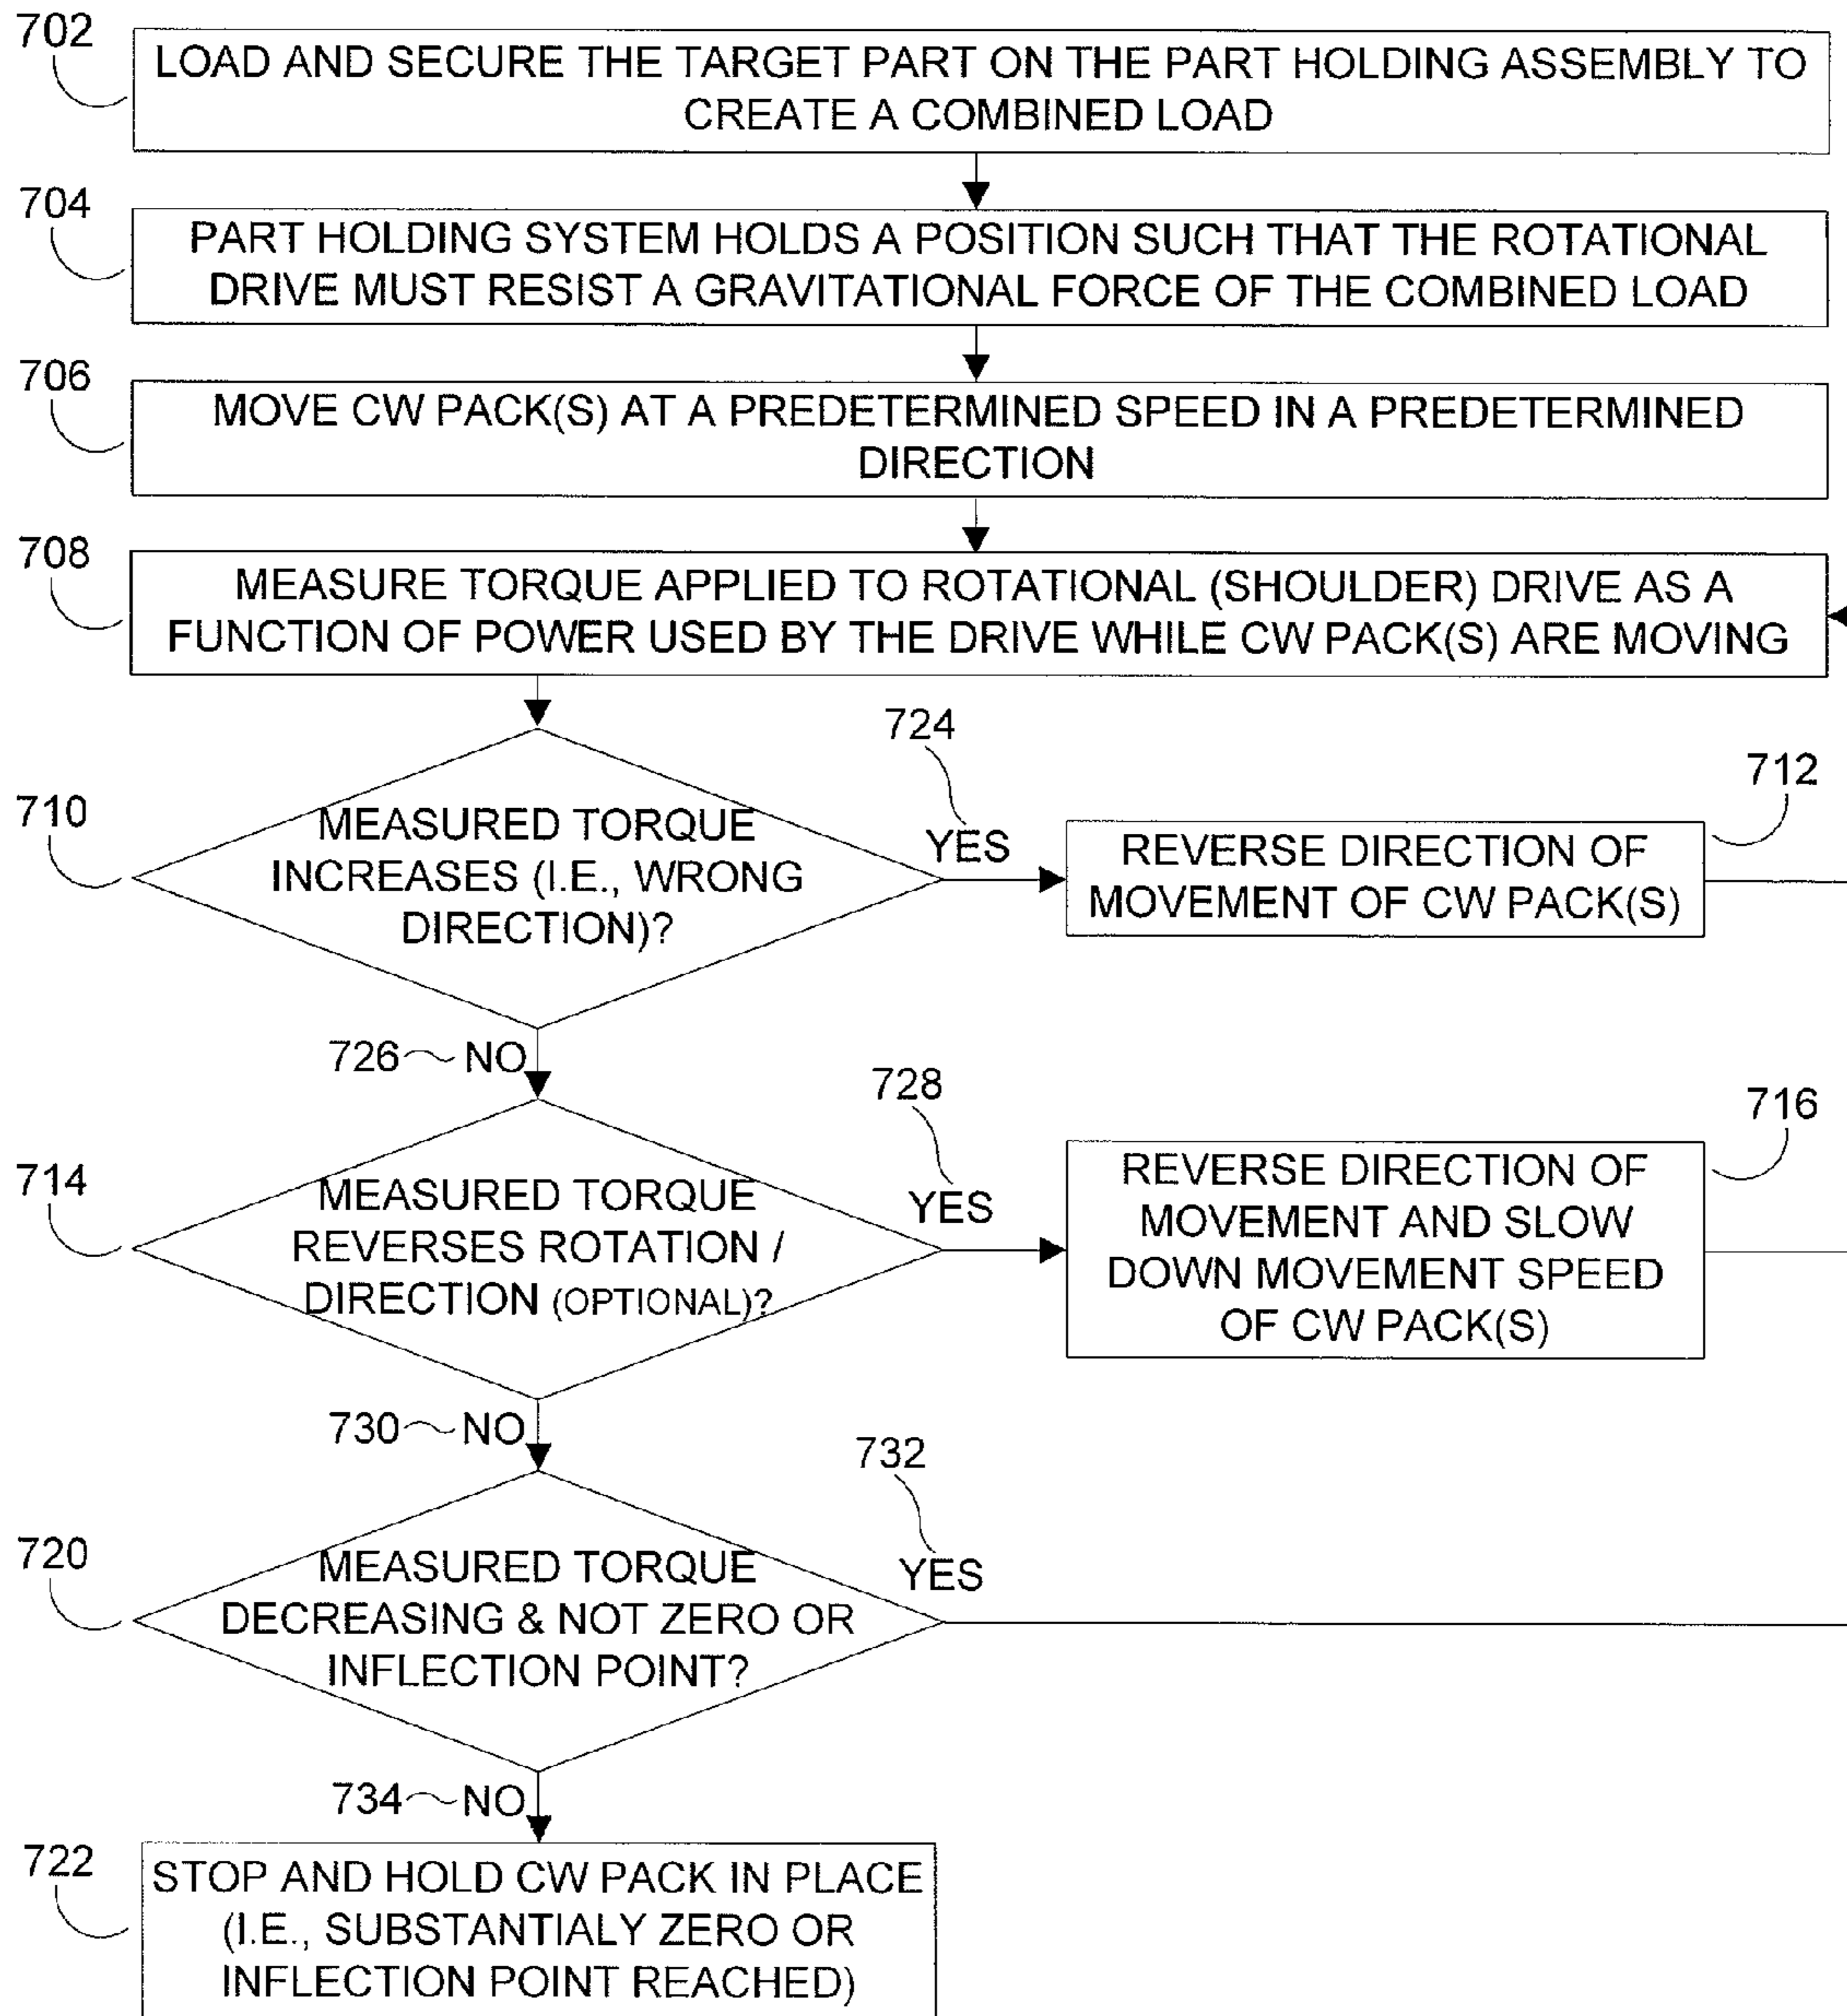 702
LOAD AND SECURE THE TARGET PART ON THE PART HOLDING ASSEMBLY TO
CREATE A COMBINED LOAD
704
PART HOLDING SYSTEM HOLDS A POSITION SUCH THAT THE ROTATIONAL
DRIVE MUST RESIST A GRAVITATIONAL FORCE OF THE COMBINED LOAD
706
MOVE CW PACK(S) AT A PREDETERMINED SPEED IN A PREDETERMINED
DIRECTION
708
MEASURE TORQUE APPLIED TO ROTATIONAL (SHOULDER) DRIVE AS A
FUNCTION OF POWER USED BY THE DRIVE WHILE CW PACK(S) ARE MOVING
710
MEASURED TORQUE
INCREASES (I.E., WRONG
DIRECTION)?
724
YES
712
REVERSE DIRECTION OF
MOVEMENT OF CW PACK(S)
726
NO
714
MEASURED TORQUE
REVERSES ROTATION /
DIRECTION (OPTIONAL)?
728
YES
716
REVERSE DIRECTION OF
MOVEMENT AND SLOW
DOWN MOVEMENT SPEED
OF CW PACK(S)
730
NO
720
MEASURED TORQUE
DECREASING & NOT ZERO OR
INFLECTION POINT?
732
YES
734
NO
722
STOP AND HOLD CW PACK IN PLACE
(I.E., SUBSTANTIALY ZERO OR
INFLECTION POINT REACHED)